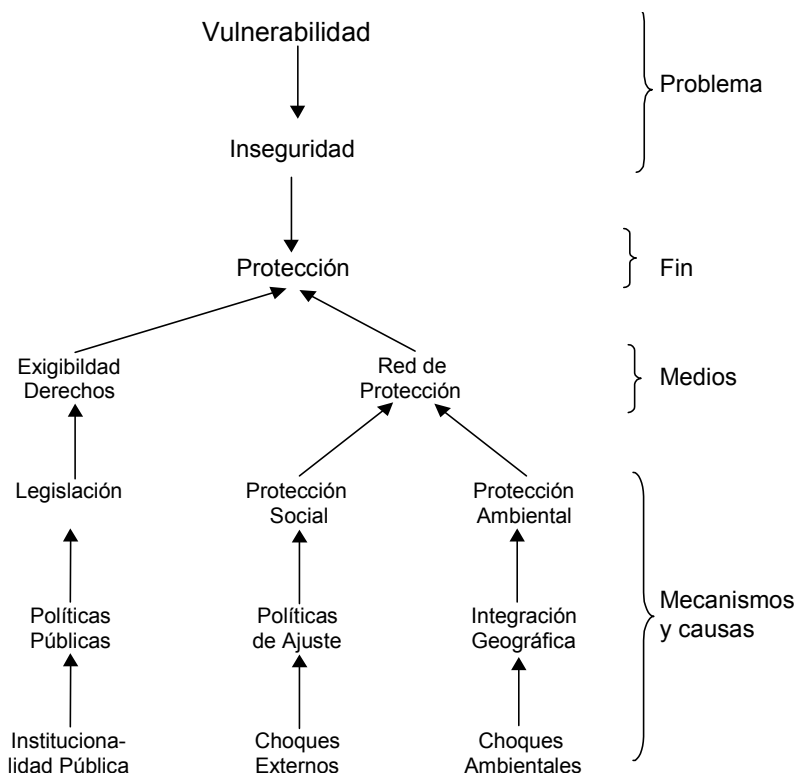 Vulnerabilidad
Problema
Inseguridad
Protección
Fin
Exigibildad
Derechos
Red de
Protección
Medios
Legislación
Protección
Social
Protección
Ambiental
Políticas
Públicas
Políticas
de Ajuste
Integración
Geográfica
Mecanismos
y causas
Instituciona-
lidad Pública
Choques
Externos
Choques
Ambientales